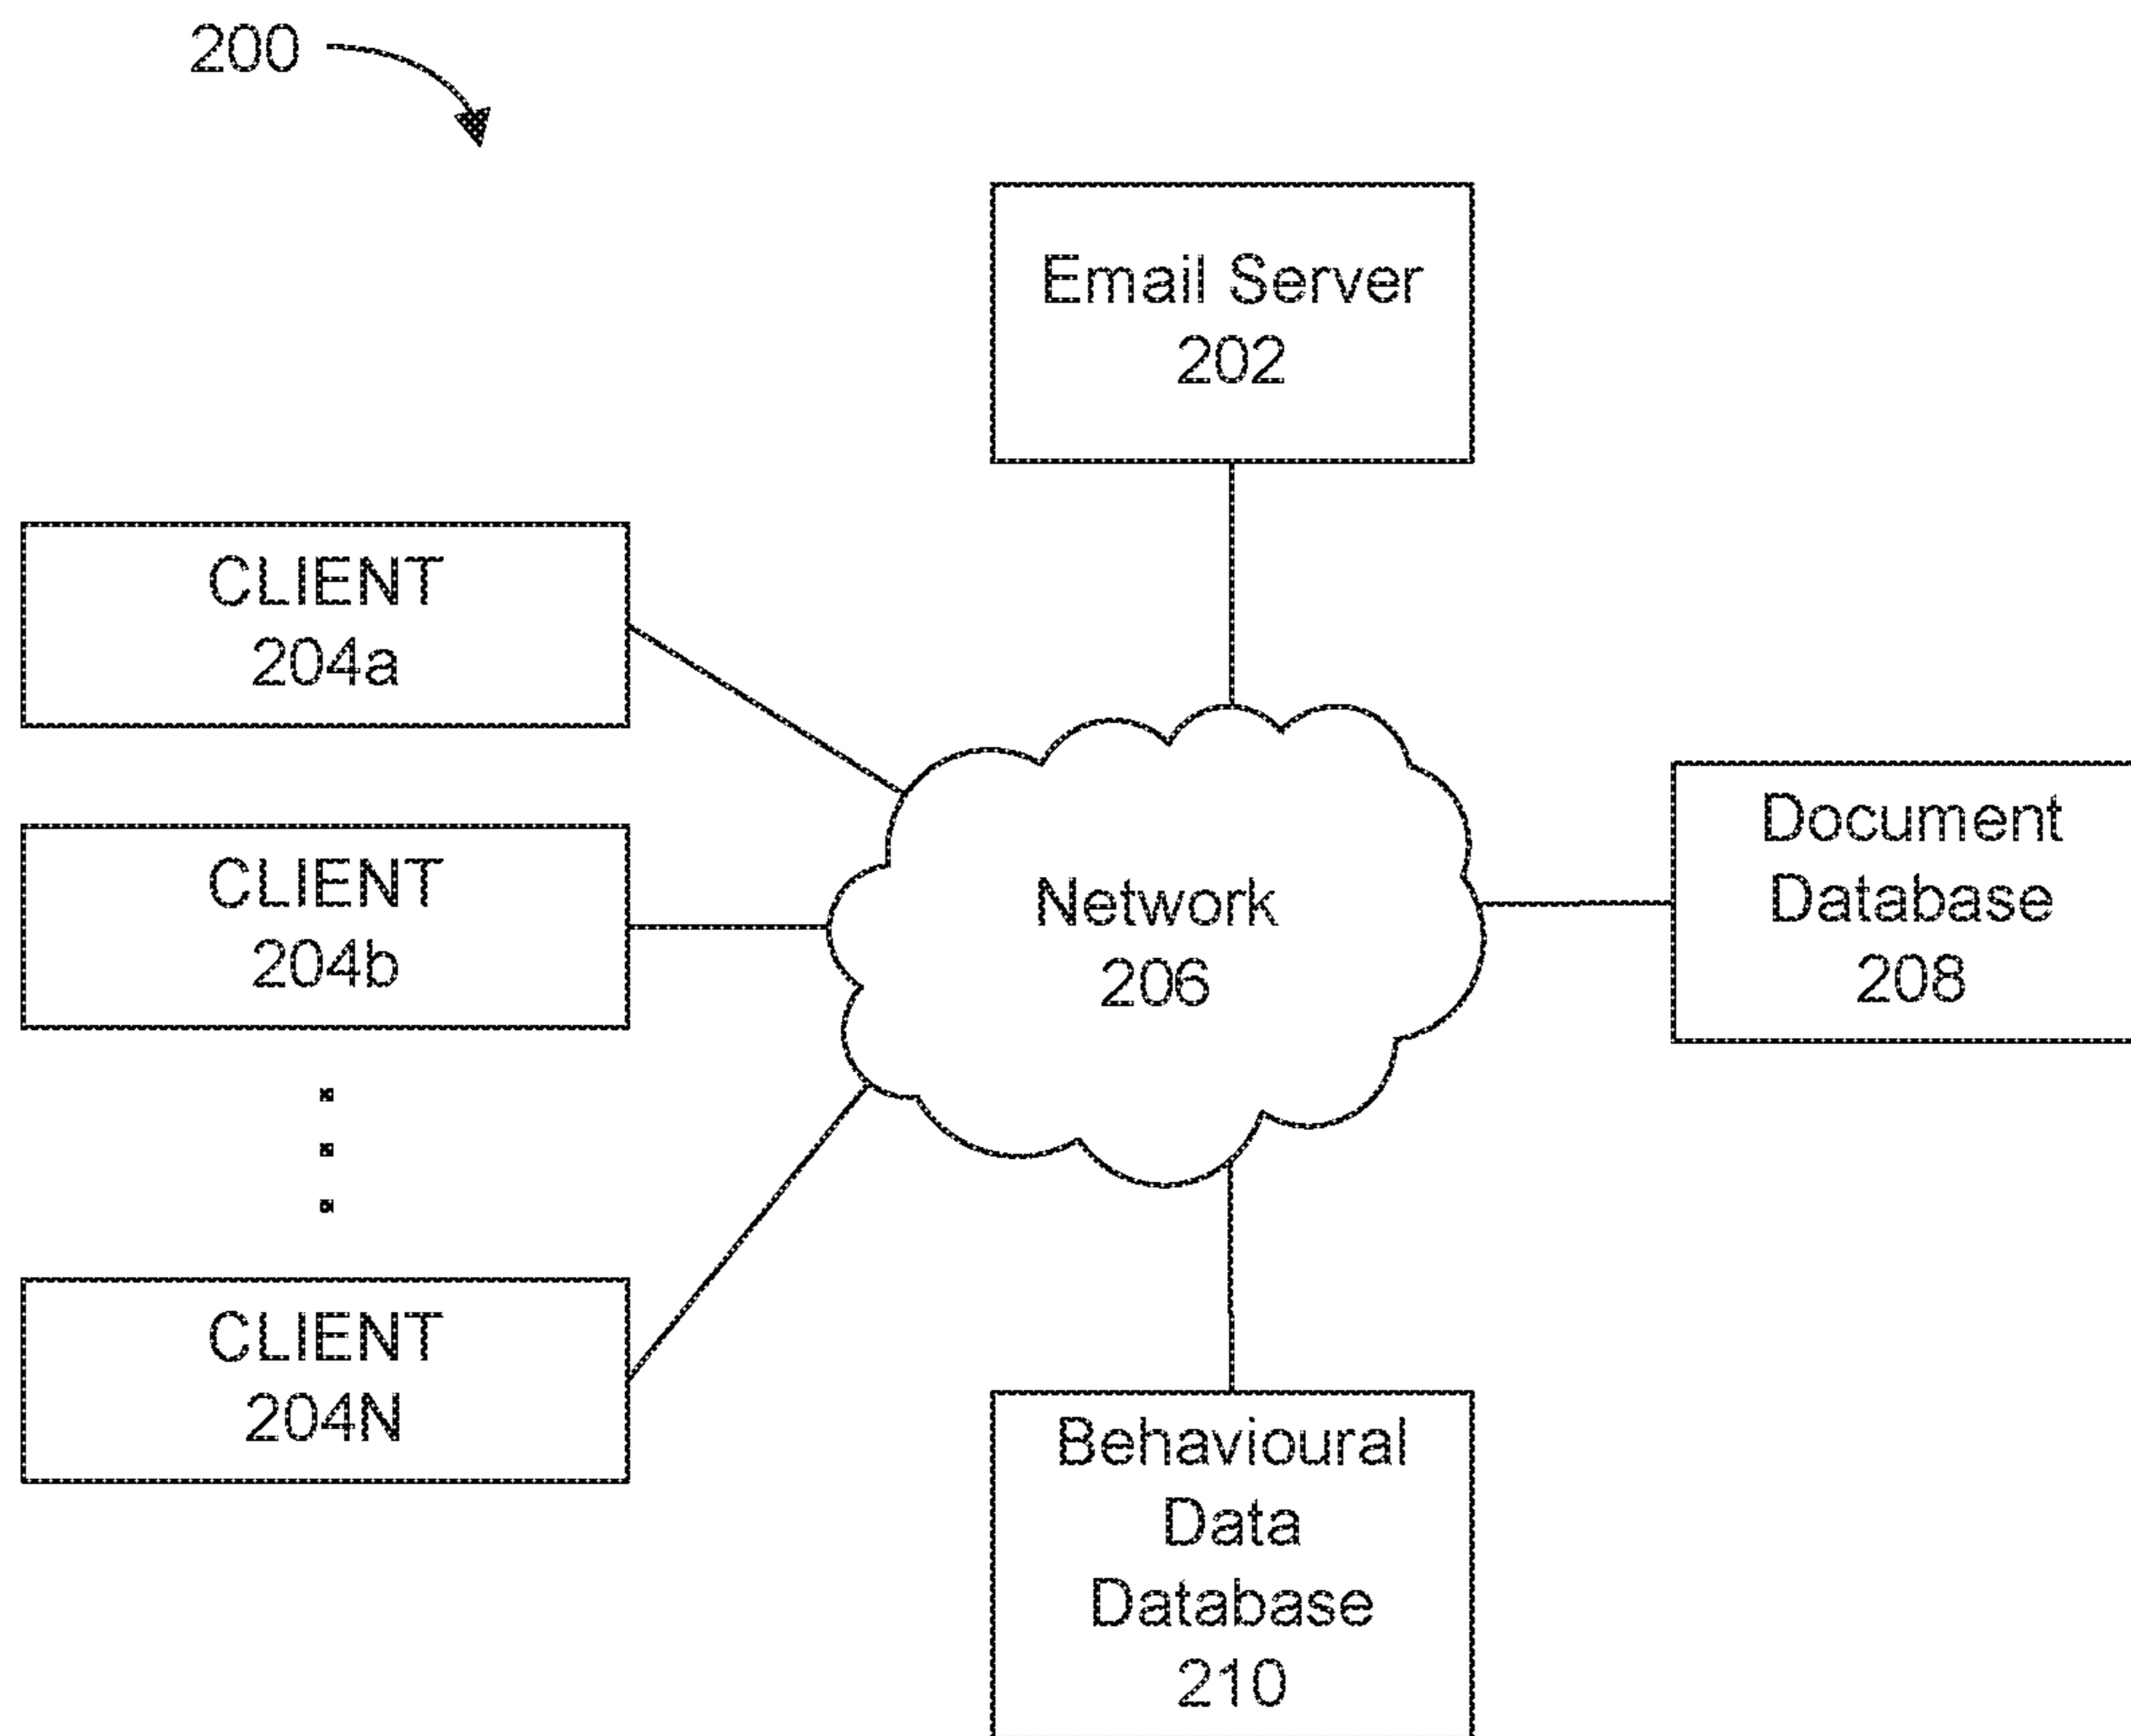 200
Email Server
202
CLIENT
204a
CLIENT
204b
Network
206
Document
Database
208
CLIENT
204N
Behavioural
Data
Database
210